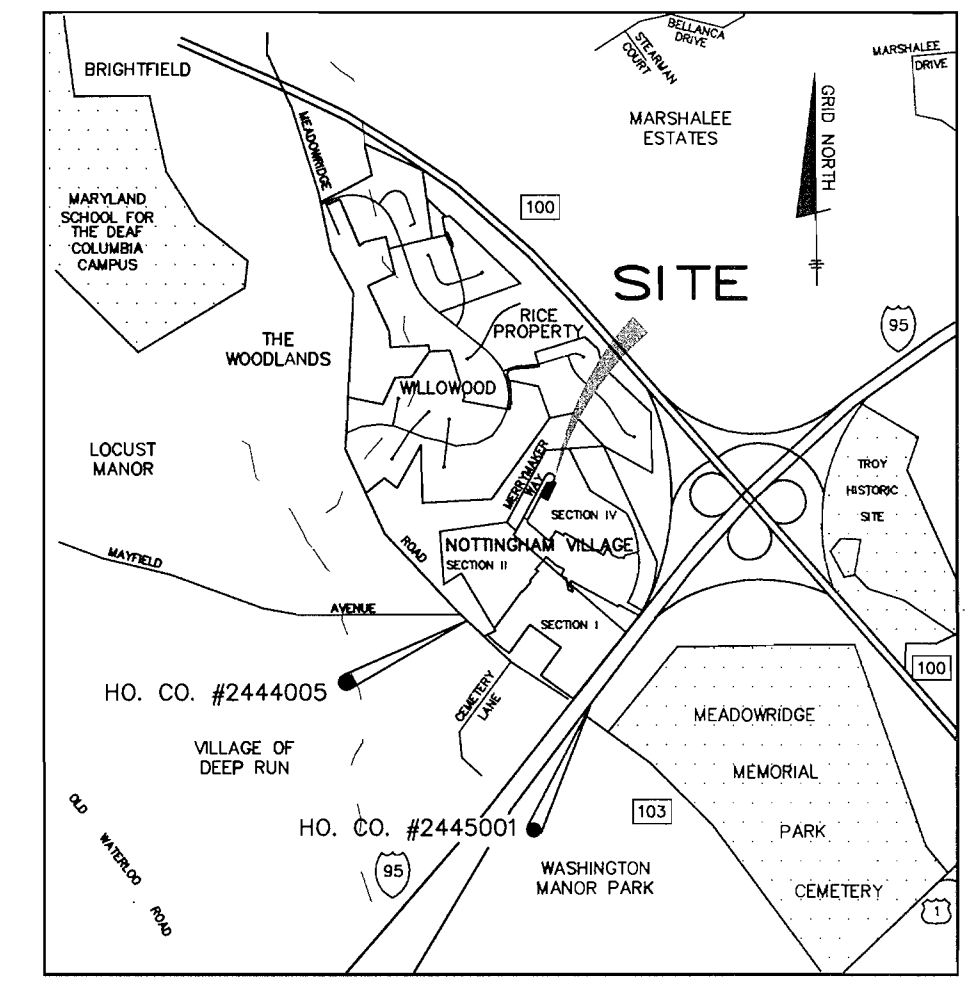 BELLANCA
DRIVE
STEARMAN
COURT
MARSHALEE
DRIVE
BRIGHTFIELD
MARSHALEE
ESTATES
GRID NORTH
MEADOWRIDGE
MARYLAND
SCHOOL FOR
THE DEAF
COLUMBIA
CAMPUS
100
SITE
95
RICE
PROPERTY
THE
WOODLANDS
WILLOWOOD
LOCUST
MANOR
MERRYMAKER
WAY
TROY
HISTORIC
SITE
SECTION IV
NOTTINGHAM VILLAGE
SECTION II
ROAD
MAYFIELD
AVENUE
SECTION I
100
HO. CO. #2444005
CEMETERY
LANE
MEADOWRIDGE
MEMORIAL
PARK
CEMETERY
VILLAGE OF
DEEP RUN
OLD
WATERLOO
ROAD
HO. CO. #2445001
103
95
WASHINGTON
MANOR PARK
1